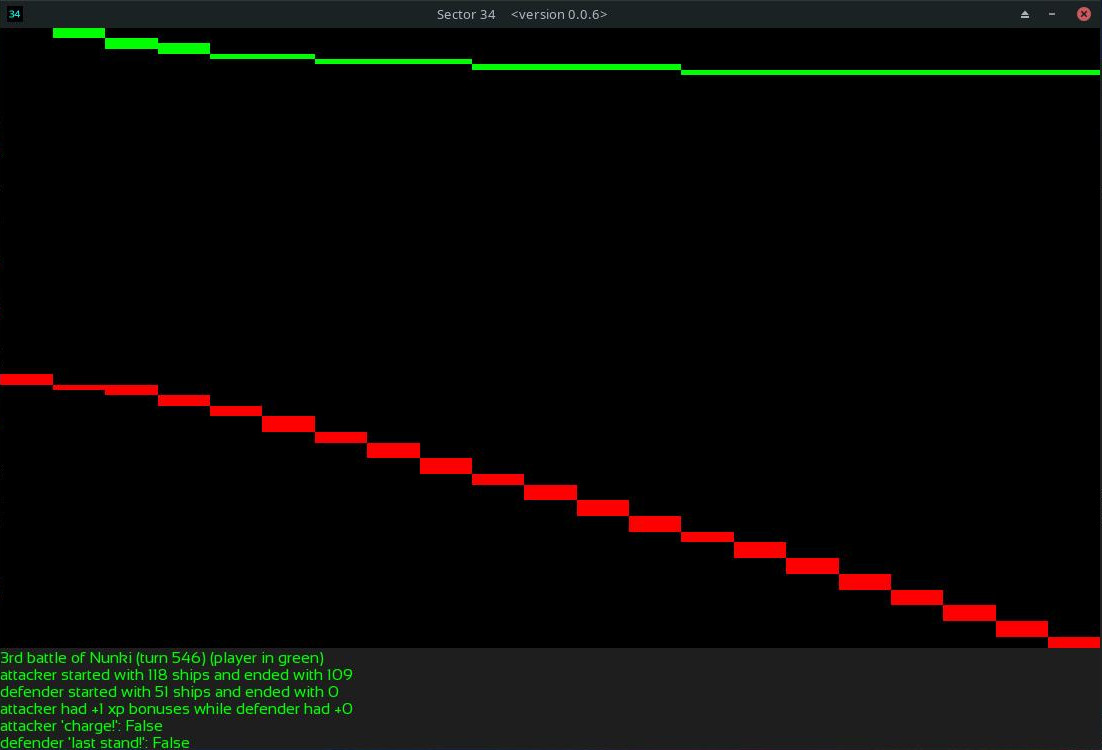 34
Sector 34 <version 0.0.6>
3rd battle of Nunki (turn 546) (player in green)
attacker started with 118 ships and ended with 109
defender started with 51 ships and ended with 0
attacker had +1 xp bonuses while defender had +0
attacker 'charge!': False
defender 'last stand!': False